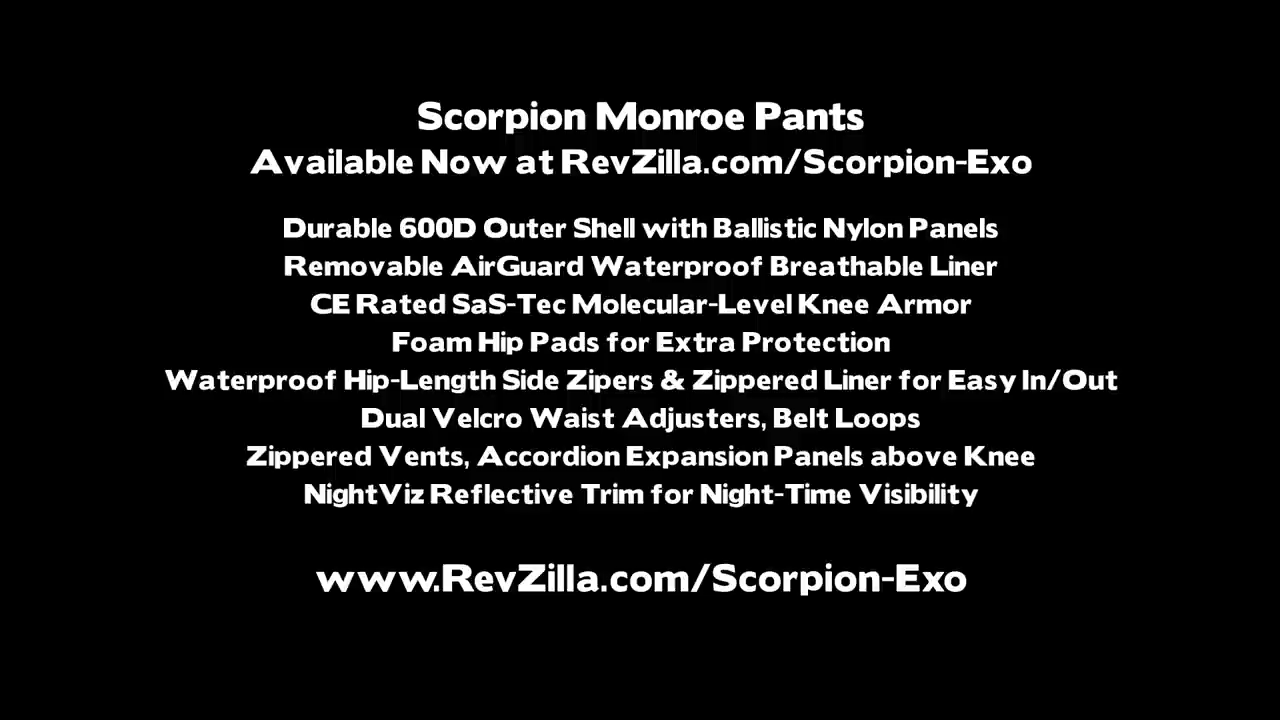 Scorpion Monroe Pants
Available Now at RevZilla.com/Scorpion-Exo
Durable 600D Outer Shell with Ballistic Nylon Panels
Removable AirGuard Waterproof Breathable Liner
CE Rated SaS-Tec Molecular-Level Knee Armor
Foam Hip Pads for Extra Protection
Waterproof Hip-Length Side Zipers & Zippered Liner for Easy In/Out
Dual Velcro Waist Adjusters, Belt Loops
Zippered Vents, Accordion Expansion Panels above Knee
NightViz Reflective Trim for Night-Time Visibility
www.RevZilla.com/Scorpion-Exo